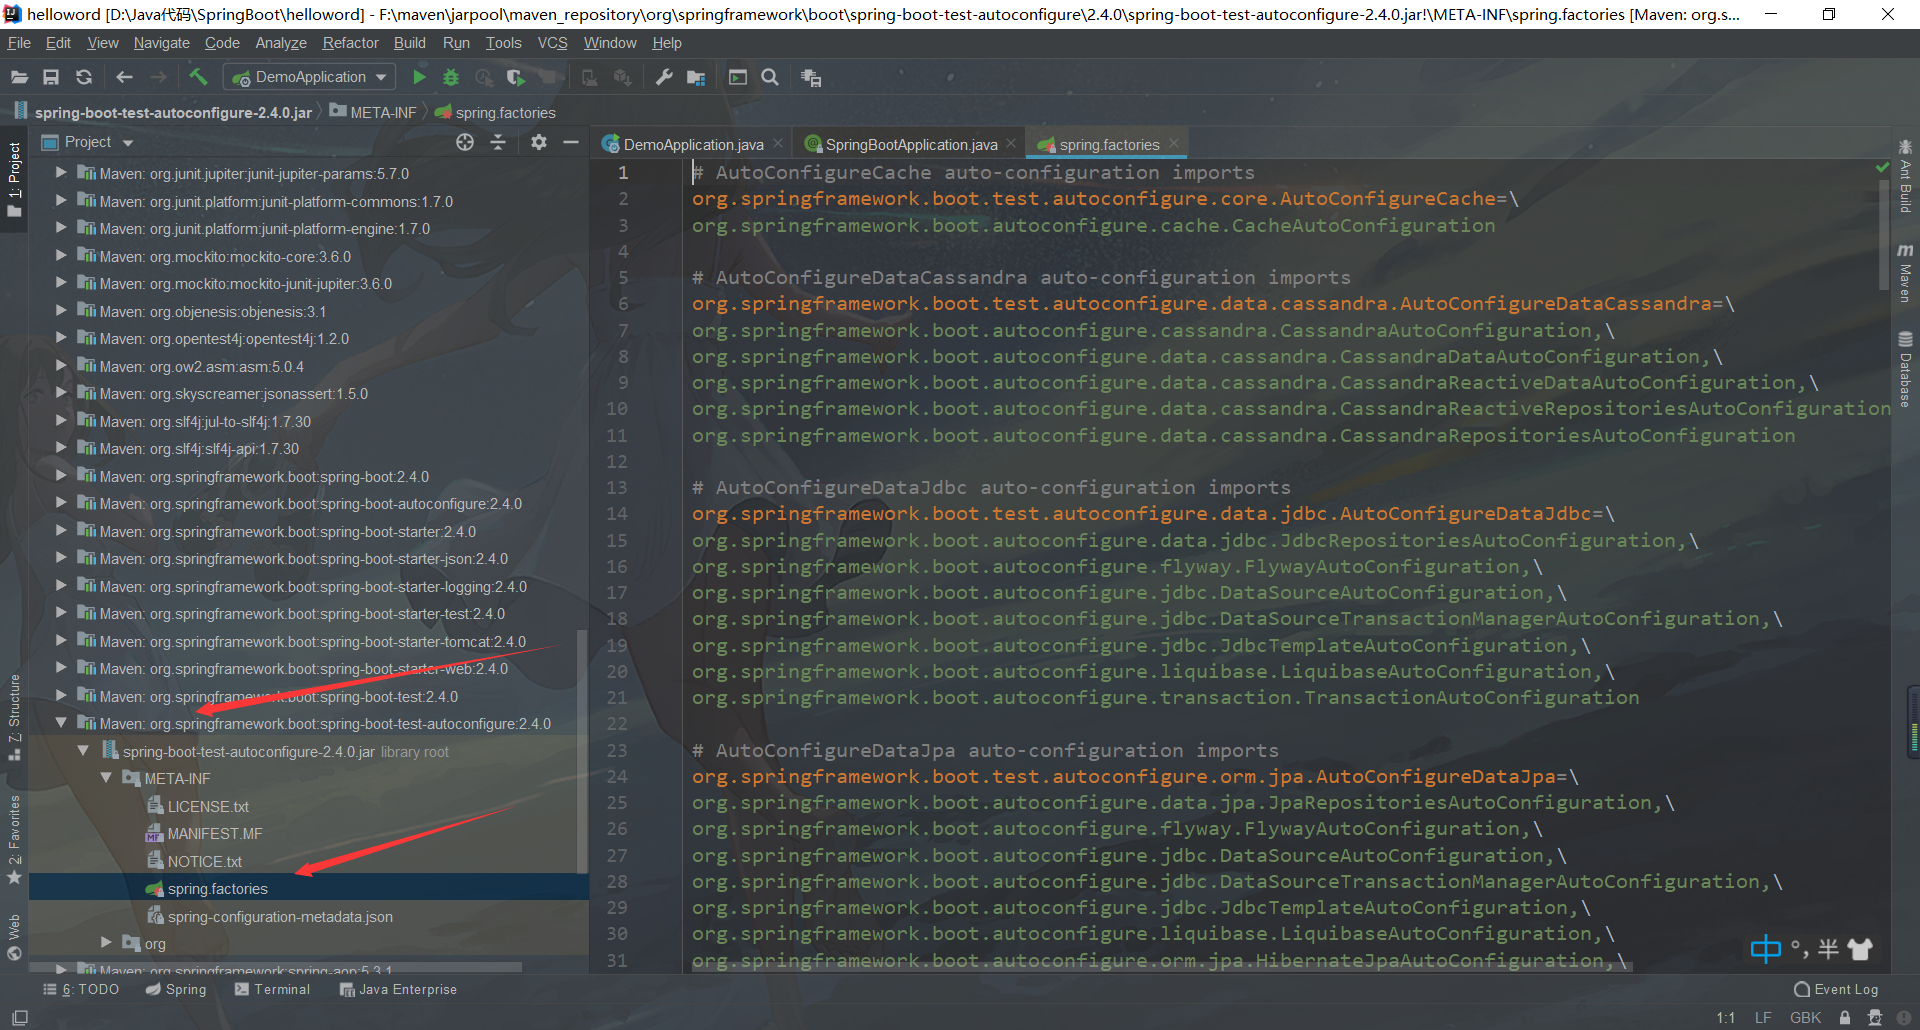 helloword [D:\Java代码\SpringBoot\helloword] - F:\maven\jarpool\maven_repository\org\springframework\boot\spring-boot-test-autoconfigure\2.4.0\spring-boot-test-autoconfigure-2.4.0.jar!\META-INF\spring.factories [Maven: org.s...
File Edit View Navigate Code Analyze Refactor Build Run Tools VCS Window Help
DemoApplication
spring-boot-test-autoconfigure-2.4.0.jar META-INF spring.factories
Project
1: Project
7: Structure
2: Favorites
Web
Maven: org.junit.jupiter:junit-jupiter-params:5.7.0
Maven: org.junit.platform:junit-platform-commons:1.7.0
Maven: org.junit.platform:junit-platform-engine:1.7.0
Maven: org.mockito:mockito-core:3.6.0
Maven: org.mockito:mockito-junit-jupiter:3.6.0
Maven: org.objenesis:objenesis:3.1
Maven: org.opentest4j:opentest4j:1.2.0
Maven: org.ow2.asm:asm:5.0.4
Maven: org.skyscreamer:jsonassert:1.5.0
Maven: org.slf4j:jul-to-slf4j:1.7.30
Maven: org.slf4j:slf4j-api:1.7.30
Maven: org.springframework.boot:spring-boot:2.4.0
Maven: org.springframework.boot:spring-boot-autoconfigure:2.4.0
Maven: org.springframework.boot:spring-boot-starter:2.4.0
Maven: org.springframework.boot:spring-boot-starter-json:2.4.0
Maven: org.springframework.boot:spring-boot-starter-logging:2.4.0
Maven: org.springframework.boot:spring-boot-starter-test:2.4.0
Maven: org.springframework.boot:spring-boot-starter-tomcat:2.4.0
Maven: org.springframework.boot:spring-boot-starter-web:2.4.0
Maven: org.springframework.boot:spring-boot-test:2.4.0
Maven: org.springframework.boot:spring-boot-test-autoconfigure:2.4.0
spring-boot-test-autoconfigure-2.4.0.jar library root
META-INF
LICENSE.txt
MANIFEST.MF
NOTICE.txt
spring.factories
spring-configuration-metadata.json
org
Maven: org.springframework:spring-aop:5.3.1
DemoApplication.java SpringBootApplication.java spring.factories
1 # AutoConfigureCache auto-configuration imports
2 org.springframework.boot.test.autoconfigure.core.AutoConfigureCache=\
3 org.springframework.boot.autoconfigure.cache.CacheAutoConfiguration
4
5 # AutoConfigureDataCassandra auto-configuration imports
6 org.springframework.boot.test.autoconfigure.data.cassandra.AutoConfigureDataCassandra=\
7 org.springframework.boot.autoconfigure.cassandra.CassandraAutoConfiguration,\
8 org.springframework.boot.autoconfigure.data.cassandra.CassandraDataAutoConfiguration,\
9 org.springframework.boot.autoconfigure.data.cassandra.CassandraReactiveDataAutoConfiguration,\
10 org.springframework.boot.autoconfigure.data.cassandra.CassandraReactiveRepositoriesAutoConfiguration
11 org.springframework.boot.autoconfigure.data.cassandra.CassandraRepositoriesAutoConfiguration
12
13 # AutoConfigureDataJdbc auto-configuration imports
14 org.springframework.boot.test.autoconfigure.data.jdbc.AutoConfigureDataJdbc=\
15 org.springframework.boot.autoconfigure.data.jdbc.JdbcRepositoriesAutoConfiguration,\
16 org.springframework.boot.autoconfigure.flyway.FlywayAutoConfiguration,\
17 org.springframework.boot.autoconfigure.jdbc.DataSourceAutoConfiguration,\
18 org.springframework.boot.autoconfigure.jdbc.DataSourceTransactionManagerAutoConfiguration,\
19 org.springframework.boot.autoconfigure.jdbc.JdbcTemplateAutoConfiguration,\
20 org.springframework.boot.autoconfigure.liquibase.LiquibaseAutoConfiguration,\
21 org.springframework.boot.autoconfigure.transaction.TransactionAutoConfiguration
22
23 # AutoConfigureDataJpa auto-configuration imports
24 org.springframework.boot.test.autoconfigure.orm.jpa.AutoConfigureDataJpa=\
25 org.springframework.boot.autoconfigure.data.jpa.JpaRepositoriesAutoConfiguration,\
26 org.springframework.boot.autoconfigure.flyway.FlywayAutoConfiguration,\
27 org.springframework.boot.autoconfigure.jdbc.DataSourceAutoConfiguration,\
28 org.springframework.boot.autoconfigure.jdbc.DataSourceTransactionManagerAutoConfiguration,\
29 org.springframework.boot.autoconfigure.jdbc.JdbcTemplateAutoConfiguration,\
30 org.springframework.boot.autoconfigure.liquibase.LiquibaseAutoConfiguration,\
31 org.springframework.boot.autoconfigure.orm.jpa.HibernateJpaAutoConfiguration,\
Ant Build
Maven
Database
中 °, 半
6: TODO Spring Terminal Java Enterprise Event Log
1:1 LF GBK